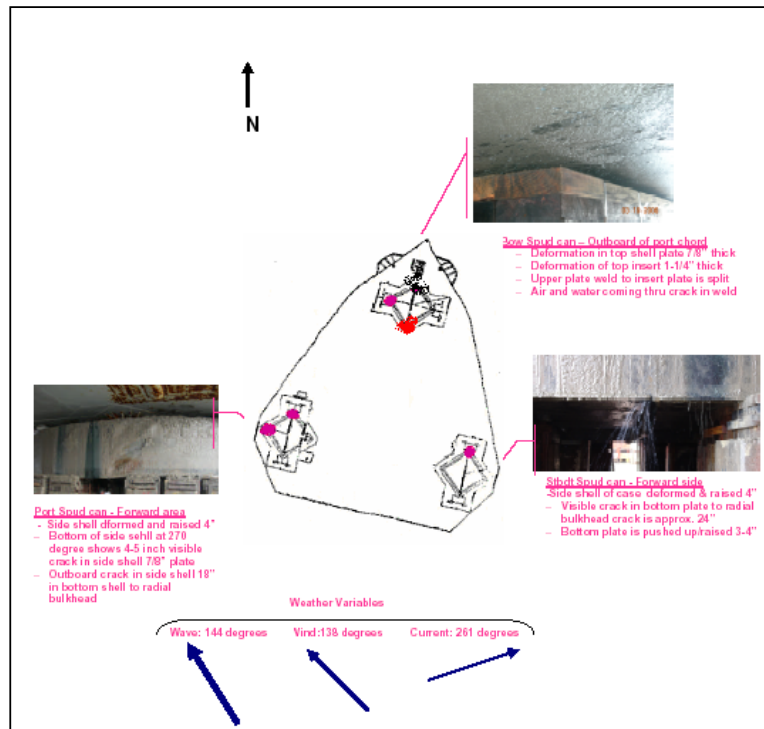 N
Bow Spud can – Outboard of port chord
– Deformation in top shell plate 7/8" thick
– Deformation of top insert 1-1/4" thick
– Upper plate weld to insert plate is split
– Air and water coming thru crack in weld
Port Spud can - Forward area
- Side shell dformed and raised 4"
– Bottom of side sehll at 270
degree shows 4-5 inch visible
crack in side shell 7/8" plate
– Outboard crack in side shell 18"
in bottom shell to radial
bulkhead
Stbdt Spud can - Forward side
-Side shell of case deformed & raised 4"
– Visible crack in bottom plate to radial
bulkhead crack is approx. 24"
– Bottom plate is pushed up/raised 3-4"
Weather Variables
Wave: 144 degrees Wind:138 degrees Current: 261 degrees